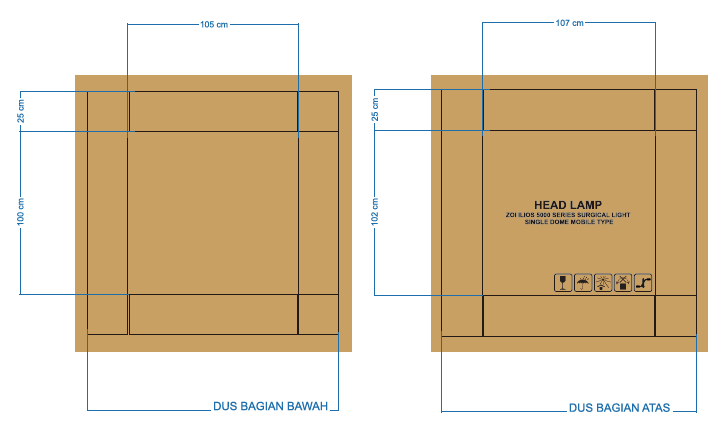 105 cm
107 cm
25 cm
25 cm
100 cm
102 cm
HEAD LAMP
ZOI ILIOS 5000 SERIES SURGICAL LIGHT
SINGLE DOME MOBILE TYPE
DUS BAGIAN BAWAH
DUS BAGIAN ATAS